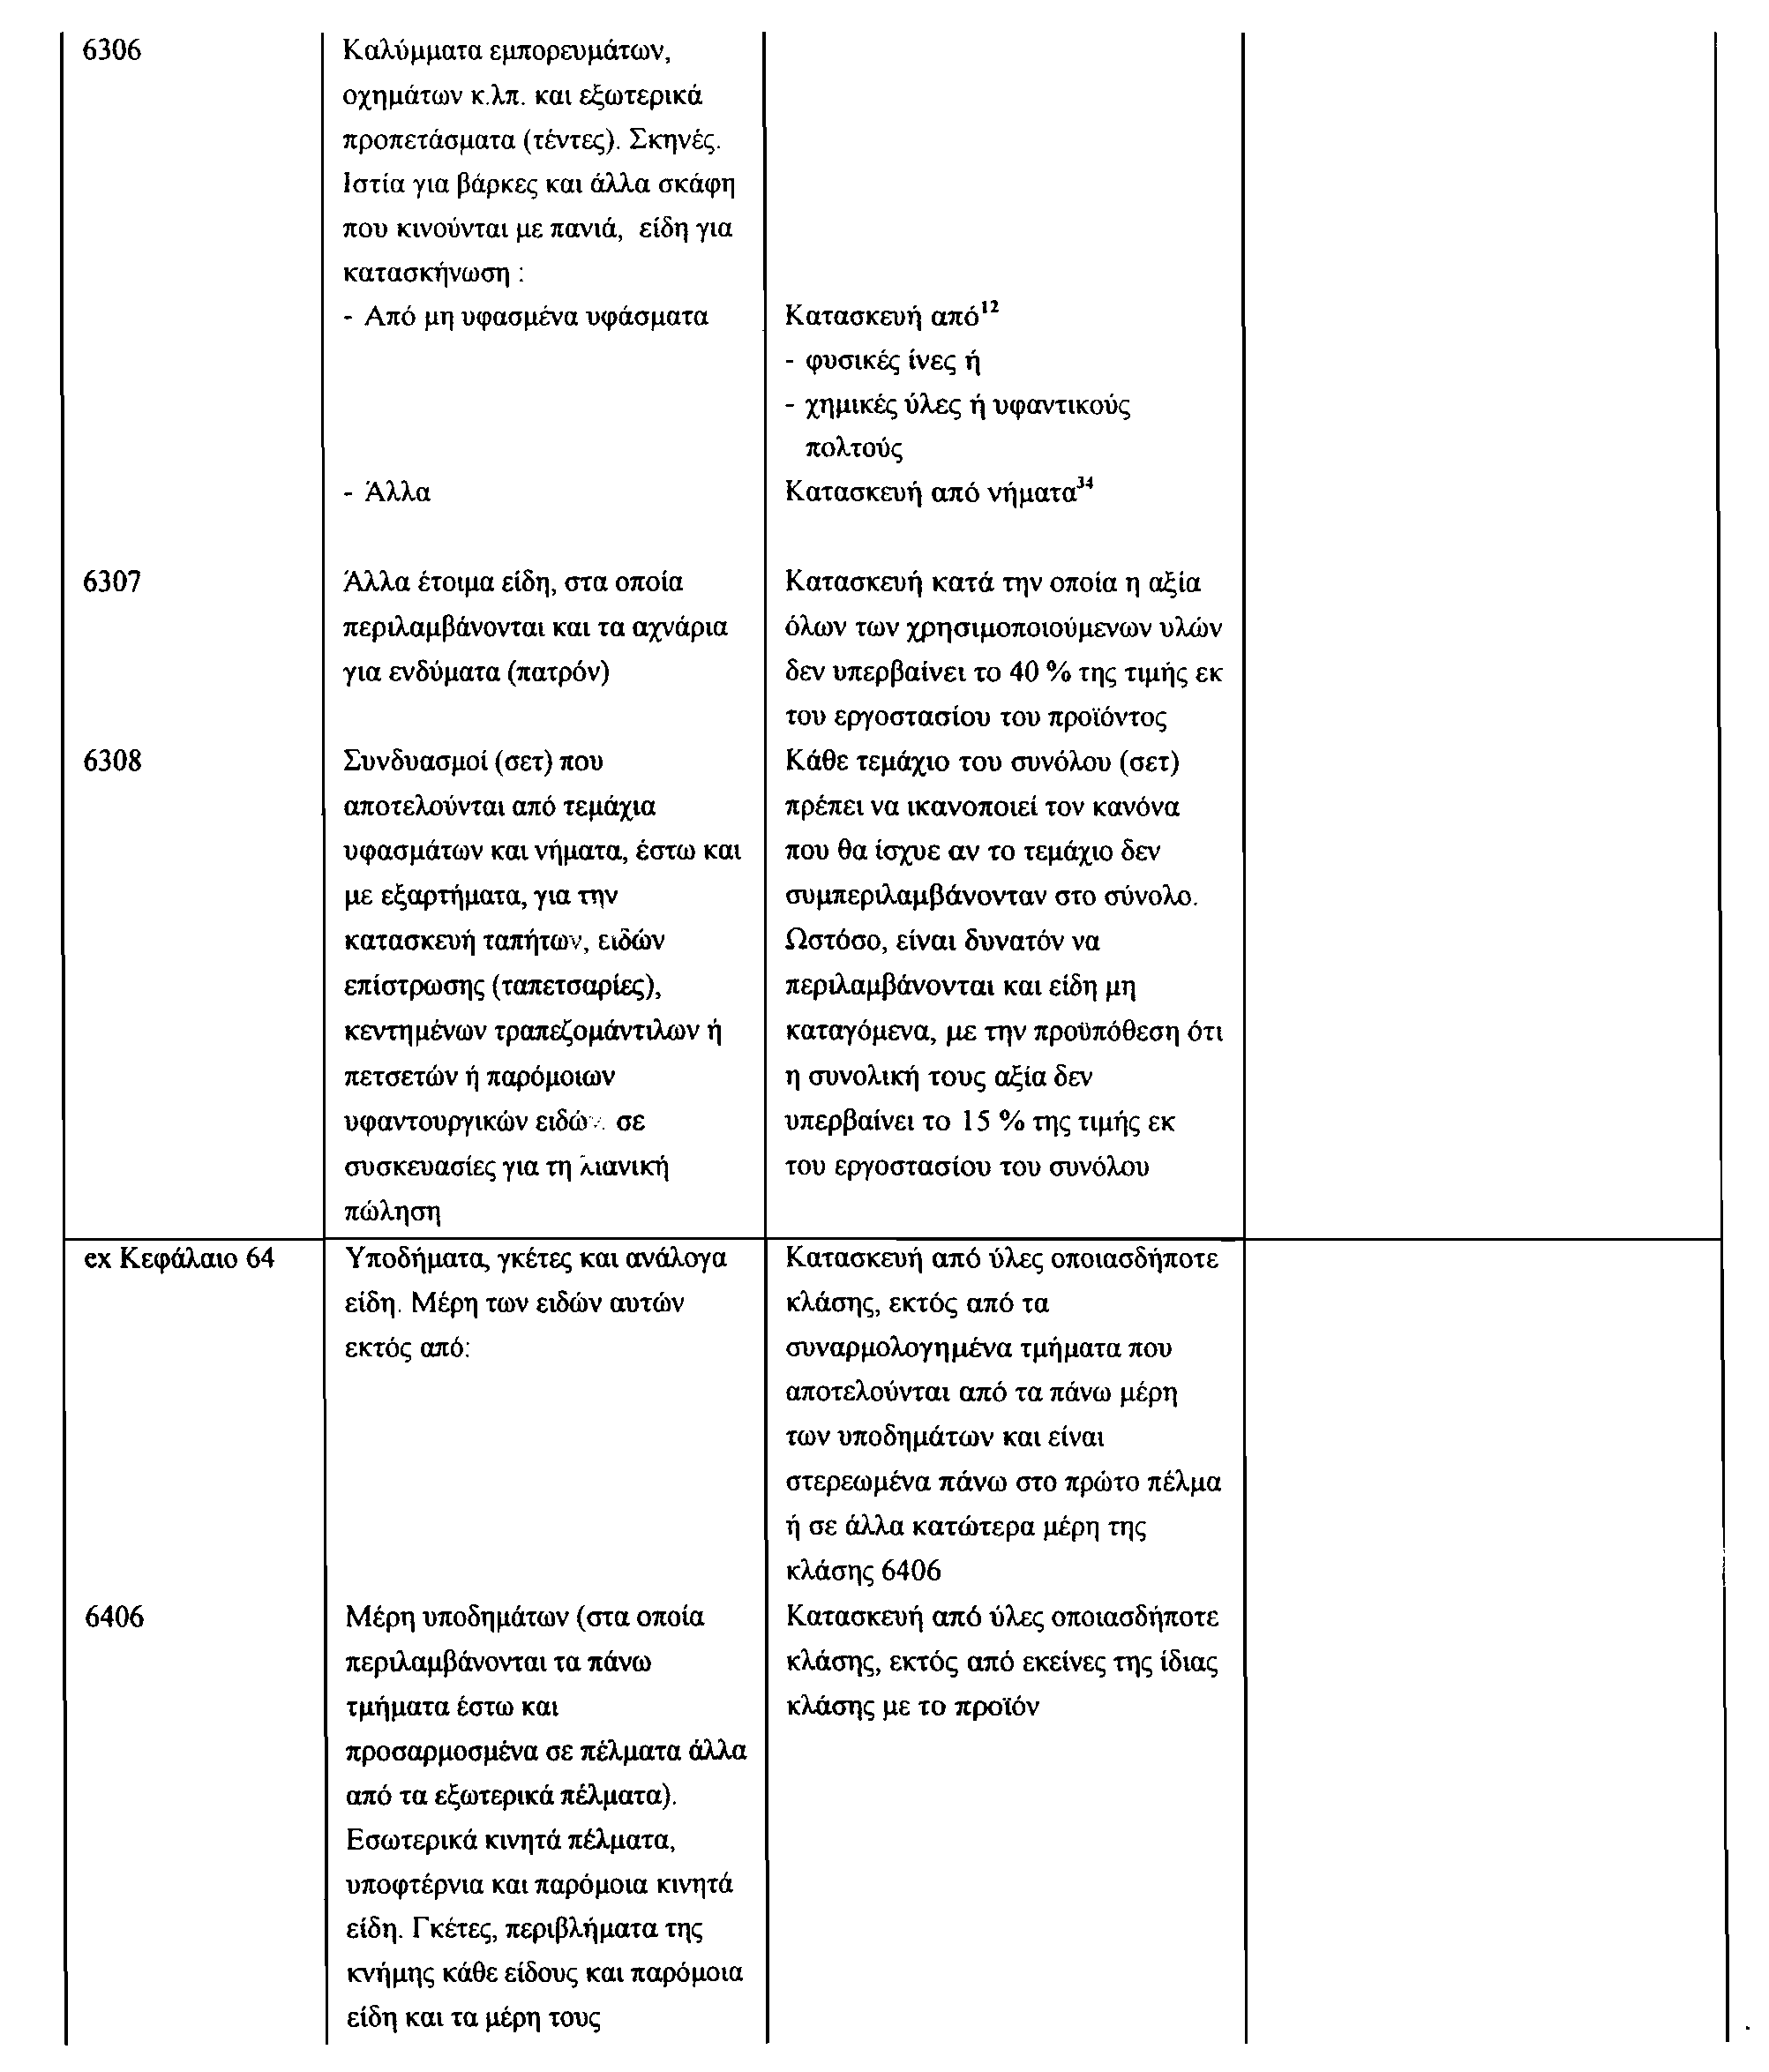 6306
Καλύμματα εμπορευμάτων,
οχημάτων κ.λπ. και εξωτερικά
προπετάσματα (τέντες). Σκηνές.
Ιστία για βάρκες και άλλα σκάφη
που κινούνται με πανιά, είδη για
κατασκήνωση :
- Από μη υφασμένα υφάσματα
Κατασκευή από¹²
- φυσικές ίνες ή
- χημικές ύλες ή υφαντικούς
πολτούς
- Άλλα
Κατασκευή από νήματα³⁴
6307
Άλλα έτοιμα είδη, στα οποία
περιλαμβάνονται και τα αχνάρια
για ενδύματα (πατρόν)
Κατασκευή κατά την οποία η αξία
όλων των χρησιμοποιούμενων υλών
δεν υπερβαίνει το 40 % της τιμής εκ
του εργοστασίου του προϊόντος
6308
Συνδυασμοί (σετ) που
αποτελούνται από τεμάχια
υφασμάτων και νήματα, έστω και
με εξαρτήματα, για την
κατασκευή ταπήτων, ειδών
επίστρωσης (ταπετσαρίες),
κεντημένων τραπεζομάντιλων ή
πετσετών ή παρόμοιων
υφαντουργικών ειδών. σε
συσκευασίες για τη λιανική
πώληση
Κάθε τεμάχιο του συνόλου (σετ)
πρέπει να ικανοποιεί τον κανόνα
που θα ίσχυε αν το τεμάχιο δεν
συμπεριλαμβάνονταν στο σύνολο.
Ωστόσο, είναι δυνατόν να
περιλαμβάνονται και είδη μη
καταγόμενα, με την προϋπόθεση ότι
η συνολική τους αξία δεν
υπερβαίνει το 15 % της τιμής εκ
του εργοστασίου του συνόλου
ex Κεφάλαιο 64
Υποδήματα, γκέτες και ανάλογα
είδη. Μέρη των ειδών αυτών
εκτός από:
Κατασκευή από ύλες οποιασδήποτε
κλάσης, εκτός από τα
συναρμολογημένα τμήματα που
αποτελούνται από τα πάνω μέρη
των υποδημάτων και είναι
στερεωμένα πάνω στο πρώτο πέλμα
ή σε άλλα κατώτερα μέρη της
κλάσης 6406
6406
Μέρη υποδημάτων (στα οποία
περιλαμβάνονται τα πάνω
τμήματα έστω και
προσαρμοσμένα σε πέλματα άλλα
από τα εξωτερικά πέλματα).
Εσωτερικά κινητά πέλματα,
υποφτέρνια και παρόμοια κινητά
είδη. Γκέτες, περιβλήματα της
κνήμης κάθε είδους και παρόμοια
είδη και τα μέρη τους
Κατασκευή από ύλες οποιασδήποτε
κλάσης, εκτός από εκείνες της ίδιας
κλάσης με το προϊόν